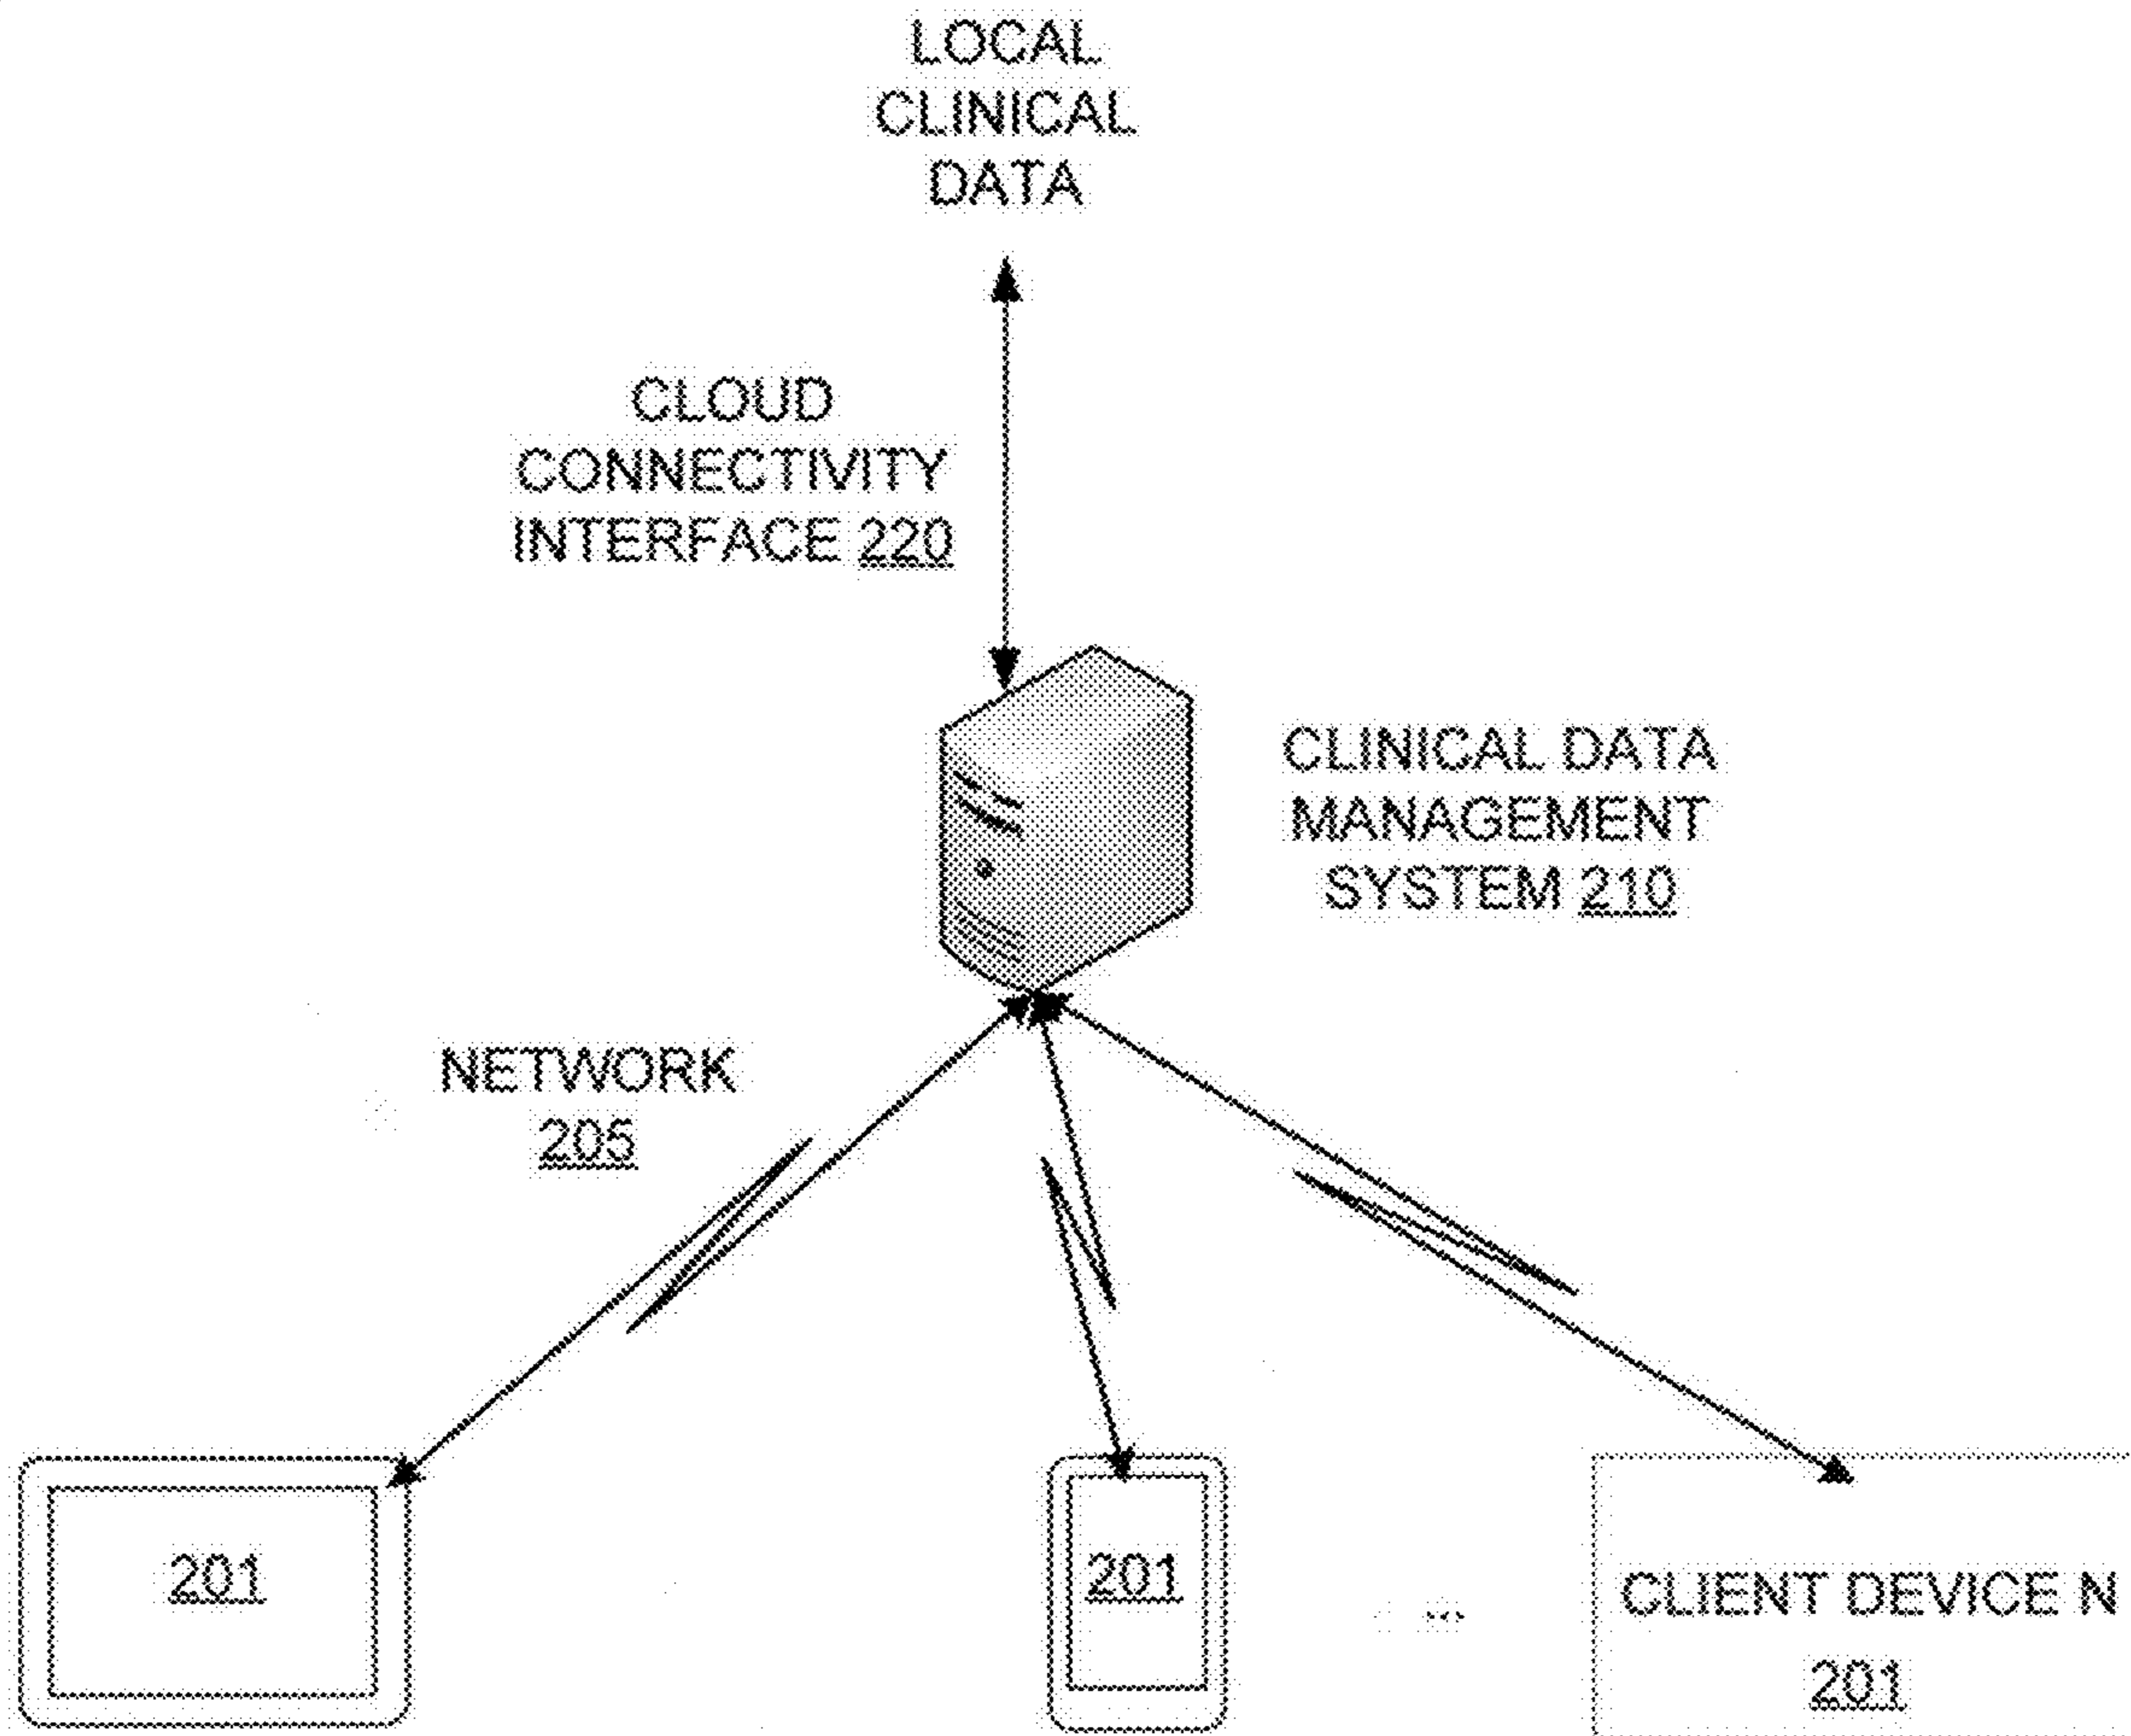 LOCAL
CLINICAL
DATA
CLOUD
CONNECTIVITY
INTERFACE 220
CLINICAL DATA
MANAGEMENT
SYSTEM 210
NETWORK
205
201
201
...
CLIENT DEVICE N
201